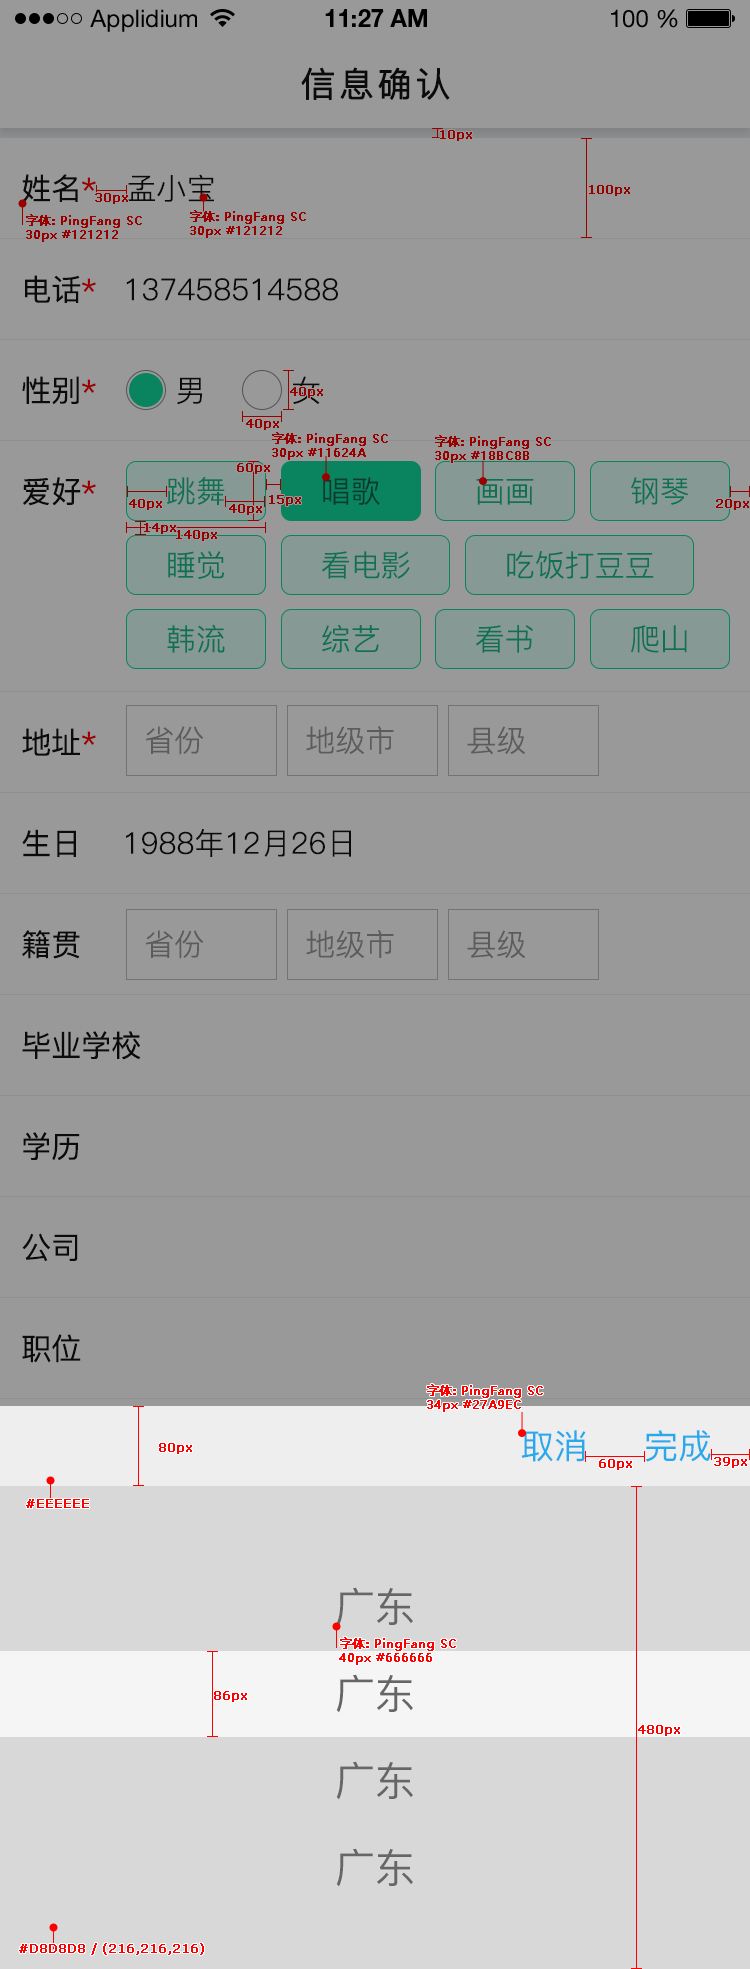 Applidium 11:27 AM 100 %
信息确认
10px
100px
姓名* 孟小宝
30px
字体: PingFang SC
30px #121212
字体: PingFang SC
30px #121212
电话* 137458514588
性别* 男 女
40px
40px
字体: PingFang SC
30px #11624A
字体: PingFang SC
30px #18BC8B
爱好* 跳舞 唱歌 画画 钢琴
60px
40px
40px
15px
20px
14px
140px
睡觉 看电影 吃饭打豆豆
韩流 综艺 看书 爬山
地址* 省份 地级市 县级
生日 1988年12月26日
籍贯 省份 地级市 县级
毕业学校
学历
公司
职位
字体: PingFang SC
34px #27A9EC
80px
取消 完成
60px
39px
#EEEEEE
广东
字体: PingFang SC
40px #666666
86px
广东
480px
广东
广东
#D8D8D8 / (216,216,216)